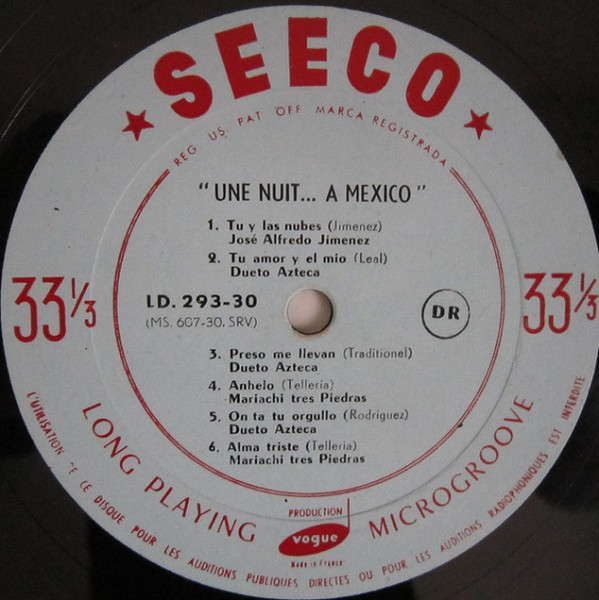 ★ SEECO ★
REG US. PAT OFF MARCA REGISTRADA
"UNE NUIT... A MEXICO"
1. Tu y las nubes (Jimenez)
José Alfredo Jimenez
2. Tu amor y el mio (Leal)
Dueto Azteca
33 1/3
LD. 293-30
(MS. 607-30. SRV)
DR
33 1/3
3. Preso me llevan (Traditionel)
Dueto Azteca
4. Anhelo (Telleria)
Mariachi tres Piedras
5. On ta tu orgullo (Rodriguez)
Dueto Azteca
6. Alma triste (Telleria)
Mariachi tres Piedras
LONG PLAYING
PRODUCTION
vogue
Made in France
MICROGROOVE
L'UTILISATION "E CE DISQUE POUR LES AUDITIONS PUBLIQUES DIRECTES OU POUR LES AUDITIONS RADIOPHONIQUES EST INTERDITE